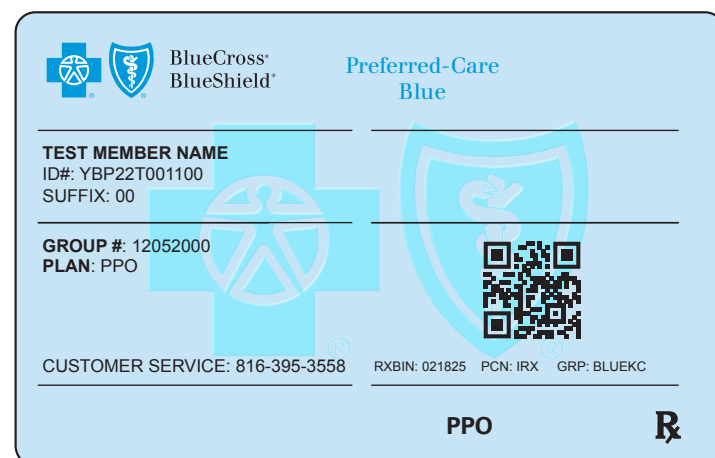 BlueCross®
BlueShield®
Preferred-Care
Blue
®
®
TEST MEMBER NAME
ID#: YBP22T001100
SUFFIX: 00
GROUP #: 12052000
PLAN: PPO
CUSTOMER SERVICE: 816-395-3558
®
RXBIN: 021825 PCN: IRX GRP: BLUEKC
®
PPO
℞